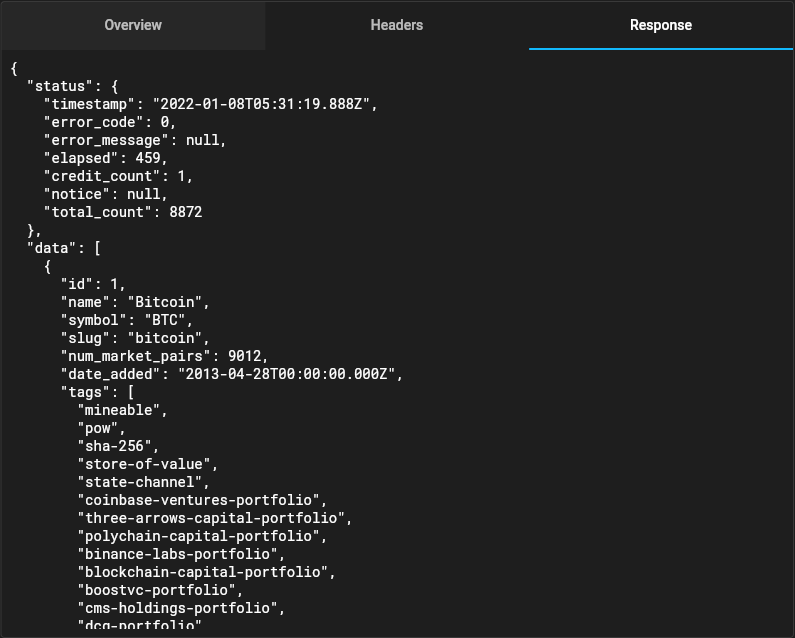 Overview
Headers
Response
{
"status": {
"timestamp": "2022-01-08T05:31:19.888Z",
"error_code": 0,
"error_message": null,
"elapsed": 459,
"credit_count": 1,
"notice": null,
"total_count": 8872
},
"data": [
{
"id": 1,
"name": "Bitcoin",
"symbol": "BTC",
"slug": "bitcoin",
"num_market_pairs": 9012,
"date_added": "2013-04-28T00:00:00.000Z",
"tags": [
"mineable",
"pow",
"sha-256",
"store-of-value",
"state-channel",
"coinbase-ventures-portfolio",
"three-arrows-capital-portfolio",
"polychain-capital-portfolio",
"binance-labs-portfolio",
"blockchain-capital-portfolio",
"boostvc-portfolio",
"cms-holdings-portfolio",
"dcg-portfolio"